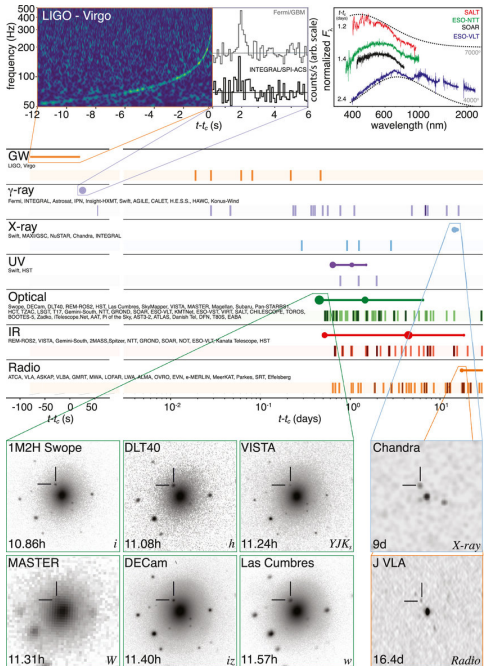 LIGO - Virgo
frequency (Hz)
500
400
300
200
100
50
-12 -10 -8 -6 -4 -2 0 2 4 6
t-tc (s)
Fermi/GBM
INTEGRAL/SPI-ACS
counts/s (arb. scale)
normalized Fλ
t-tc (days)
1.2
1.4
2.4
SALT
ESO-NTT
SOAR
ESO-VLT
7000°
4000°
400 600 1000 2000
wavelength (nm)
GW
LIGO, Virgo
γ-ray
Fermi, INTEGRAL, Astrosat, IPN, Insight-HXMT, Swift, AGILE, CALET, H.E.S.S., HAWC, Konus-Wind
X-ray
Swift, MAXI/GSC, NuSTAR, Chandra, INTEGRAL
UV
Swift, HST
Optical
Swope, DECam, DLT40, REM-ROS2, HST, Las Cumbres, SkyMapper, VISTA, MASTER, Magellan, Subaru, Pan-STARRS1,
HCT, TZAC, LSGT, T17, Gemini-South, NTT, GROND, SOAR, ESO-VLT, KMTNet, ESO-VST, VIRT, SALT, CHILESCOPE, TOROS,
BOOTES-5, Zadko, iTelescope.Net, AAT, Pi of the Sky, AST3-2, ATLAS, Danish Tel, DFN, T80S, EABA
IR
REM-ROS2, VISTA, Gemini-South, 2MASS,Spitzer, NTT, GROND, SOAR, NOT, ESO-VLT, Kanata Telescope, HST
Radio
ATCA, VLA, ASKAP, VLBA, GMRT, MWA, LOFAR, LWA, ALMA, OVRO, EVN, e-MERLIN, MeerKAT, Parkes, SRT, Effelsberg
-100 -50 0 50
t-tc (s)
10-2 10-1 100 101
t-tc (days)
1M2H Swope
10.86h
i
DLT40
11.08h
h
VISTA
11.24h
YJKs
Chandra
9d
X-ray
MASTER
11.31h
W
DECam
11.40h
iz
Las Cumbres
11.57h
w
J VLA
16.4d
Radio